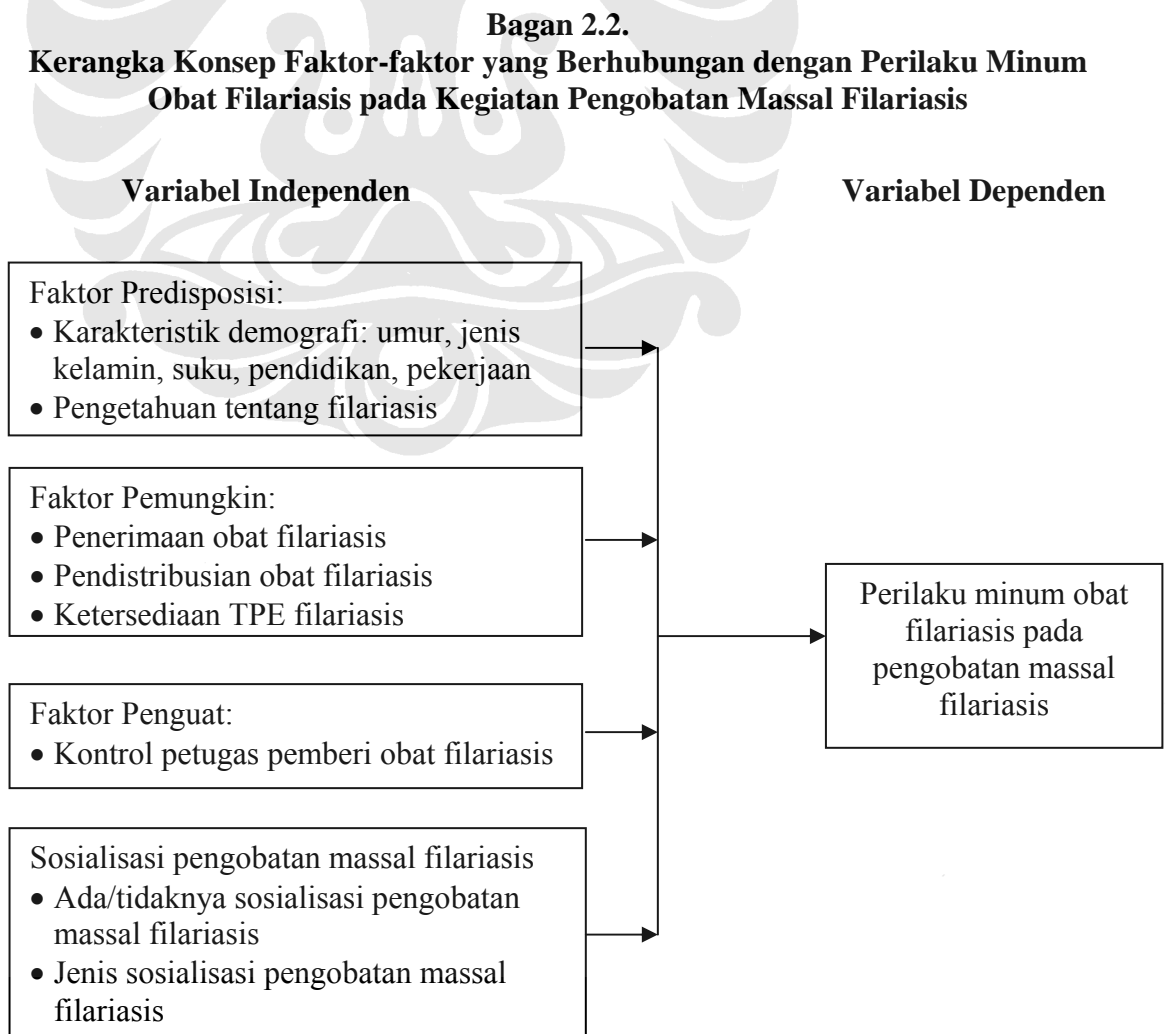 Bagan 2.2.
Kerangka Konsep Faktor-faktor yang Berhubungan dengan Perilaku Minum
Obat Filariasis pada Kegiatan Pengobatan Massal Filariasis
Variabel Independen
Variabel Dependen
Faktor Predisposisi:
• Karakteristik demografi: umur, jenis
kelamin, suku, pendidikan, pekerjaan
• Pengetahuan tentang filariasis
Faktor Pemungkin:
• Penerimaan obat filariasis
• Pendistribusian obat filariasis
• Ketersediaan TPE filariasis
Faktor Penguat:
• Kontrol petugas pemberi obat filariasis
Sosialisasi pengobatan massal filariasis
• Ada/tidaknya sosialisasi pengobatan
massal filariasis
• Jenis sosialisasi pengobatan massal
filariasis
Perilaku minum obat
filariasis pada
pengobatan massal
filariasis